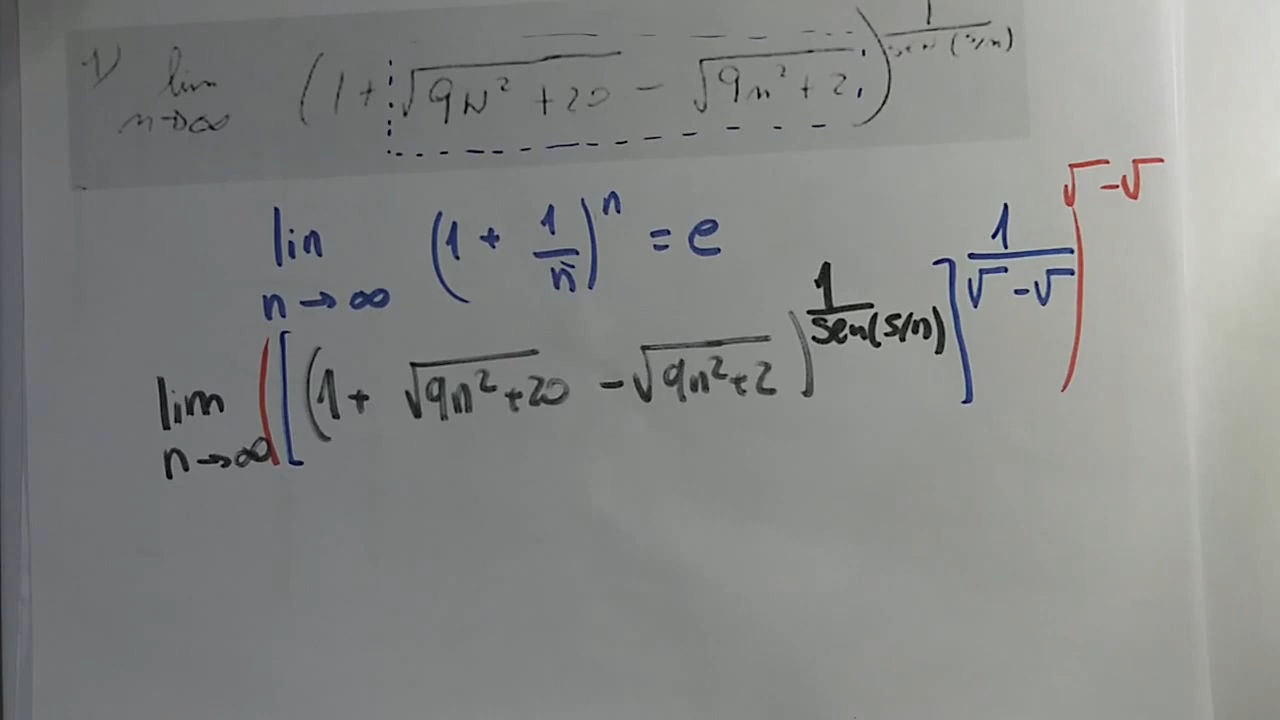 1) lim n→∞ (1 + √9N² + 20 − √9n² + 2)
lin n→∞ (1 + 1/n)ⁿ = e
lim n→∞ ([(1 + √9n²+20 − √9n²+2)^1/sen(5/n)]^1/√ − √)^√ − √